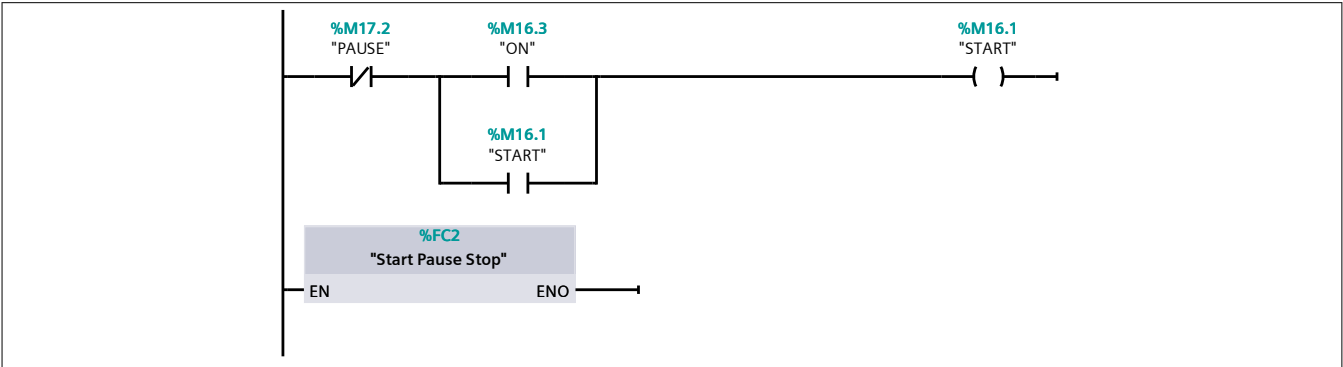 %M17.2 %M16.3 %M16.1
"PAUSE" "ON" "START"
%M16.1
"START"
%FC2
"Start Pause Stop"
EN ENO